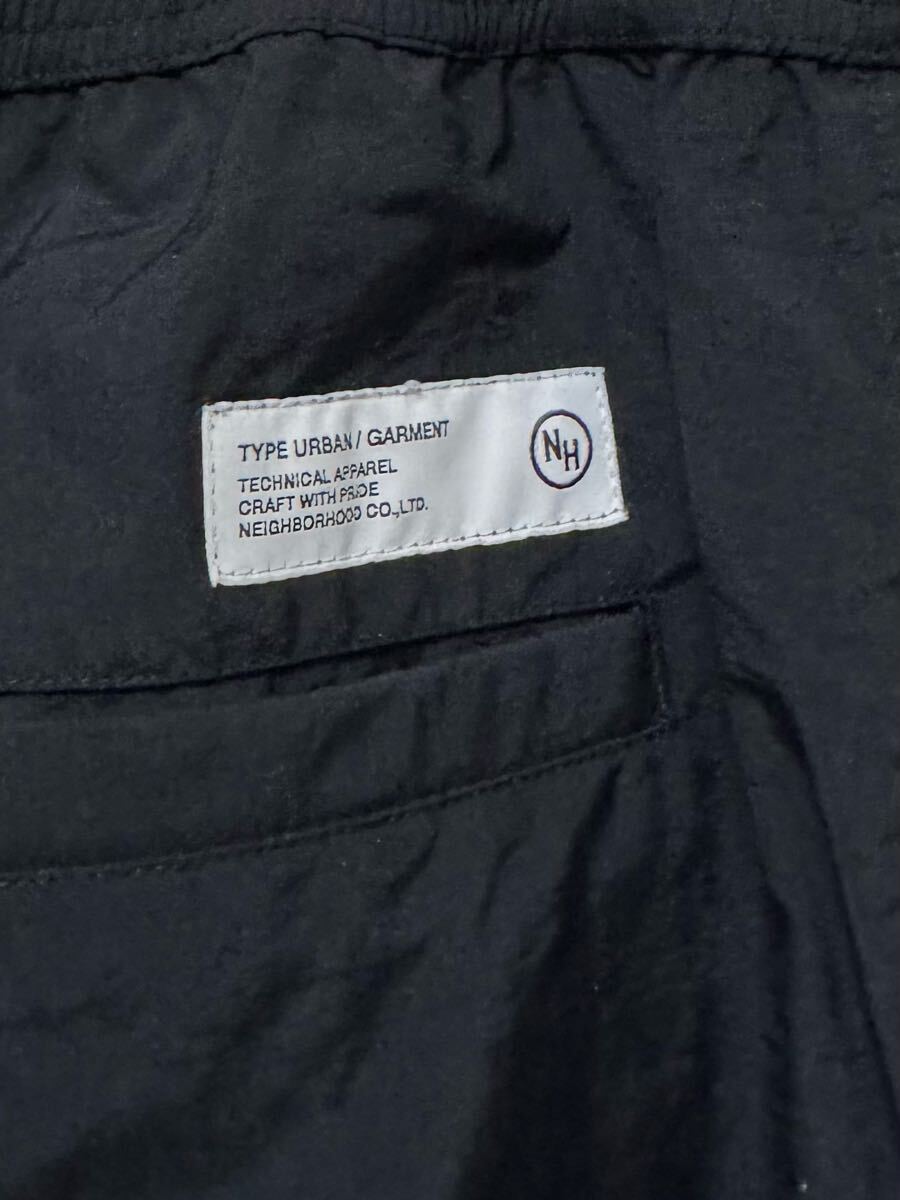 TYPE URBAN / GARMENT
TECHNICAL APPAREL
CRAFT WITH PRIDE
NEIGHBORHOOD CO.,LTD.
NH